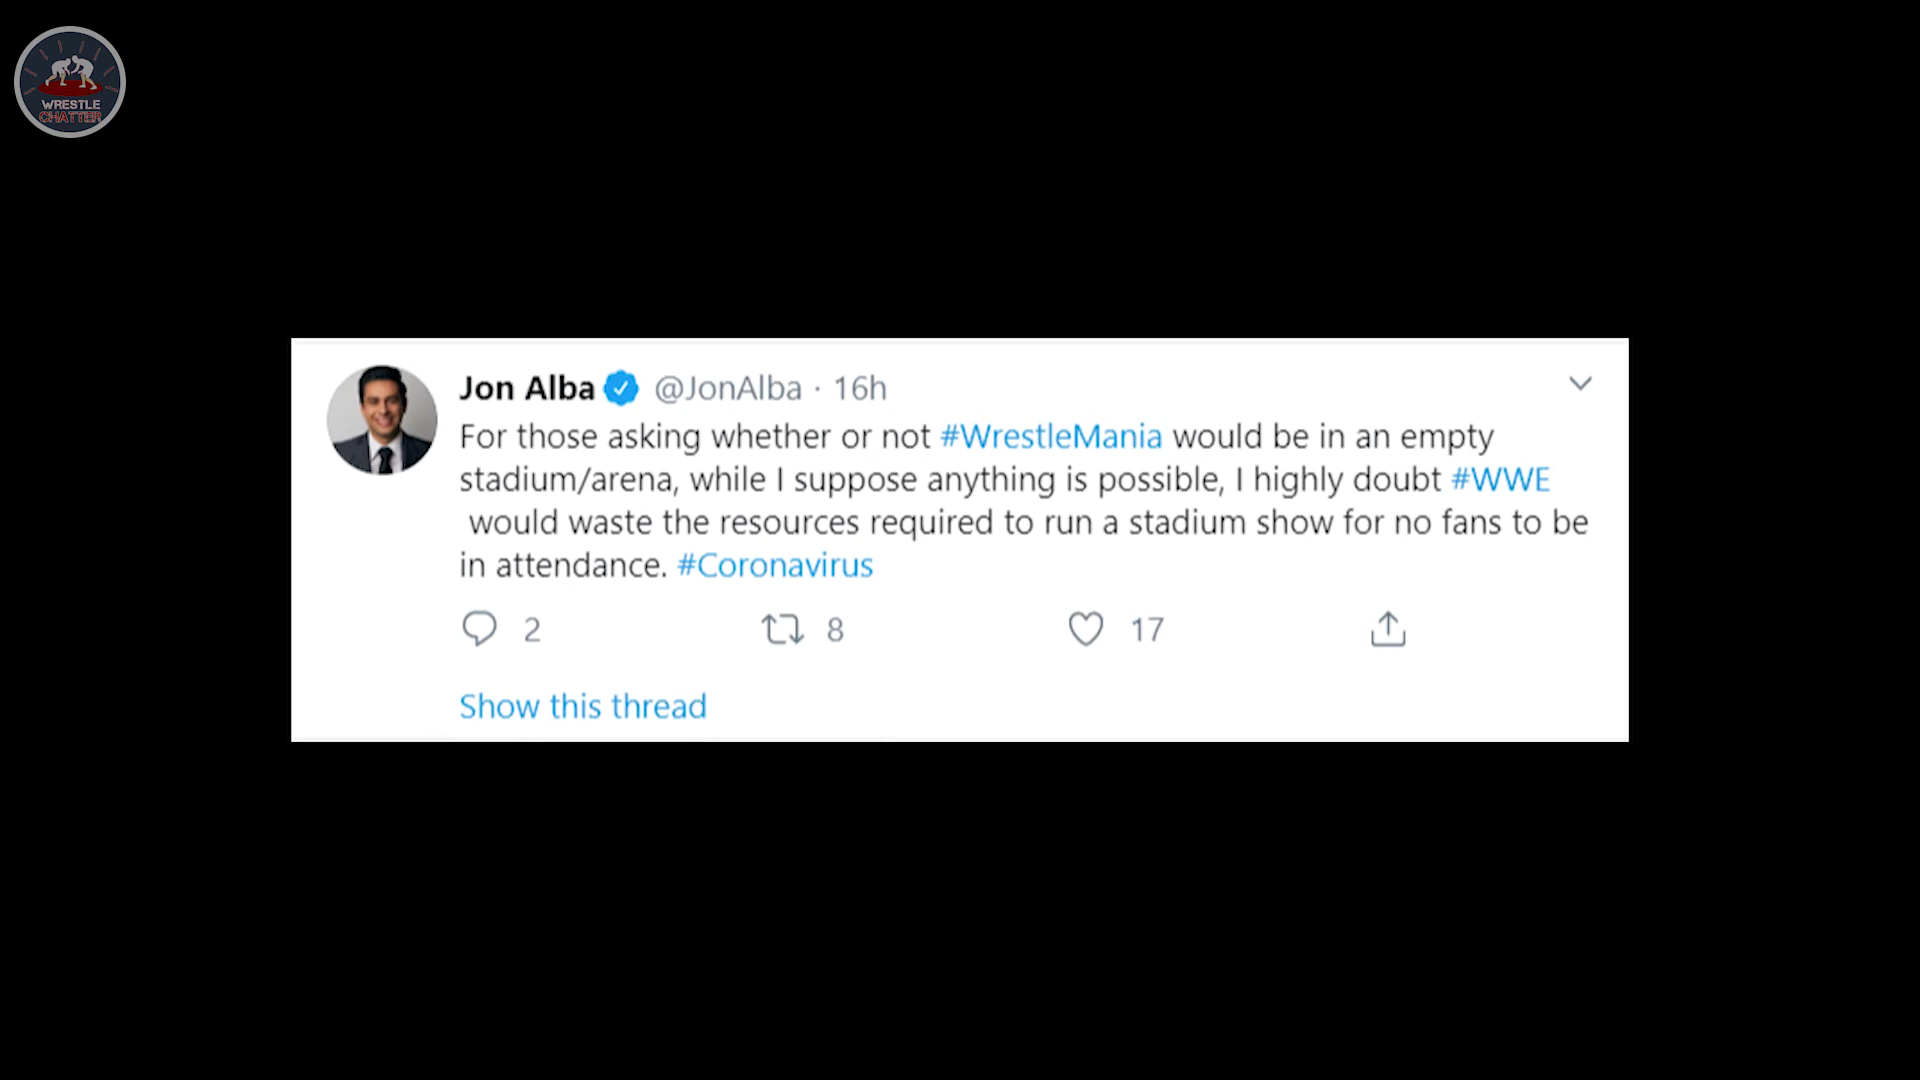 WRESTLE
CHATTER
Jon Alba @JonAlba · 16h
For those asking whether or not #WrestleMania would be in an empty
stadium/arena, while I suppose anything is possible, I highly doubt #WWE
would waste the resources required to run a stadium show for no fans to be
in attendance. #Coronavirus
2 8 17
Show this thread